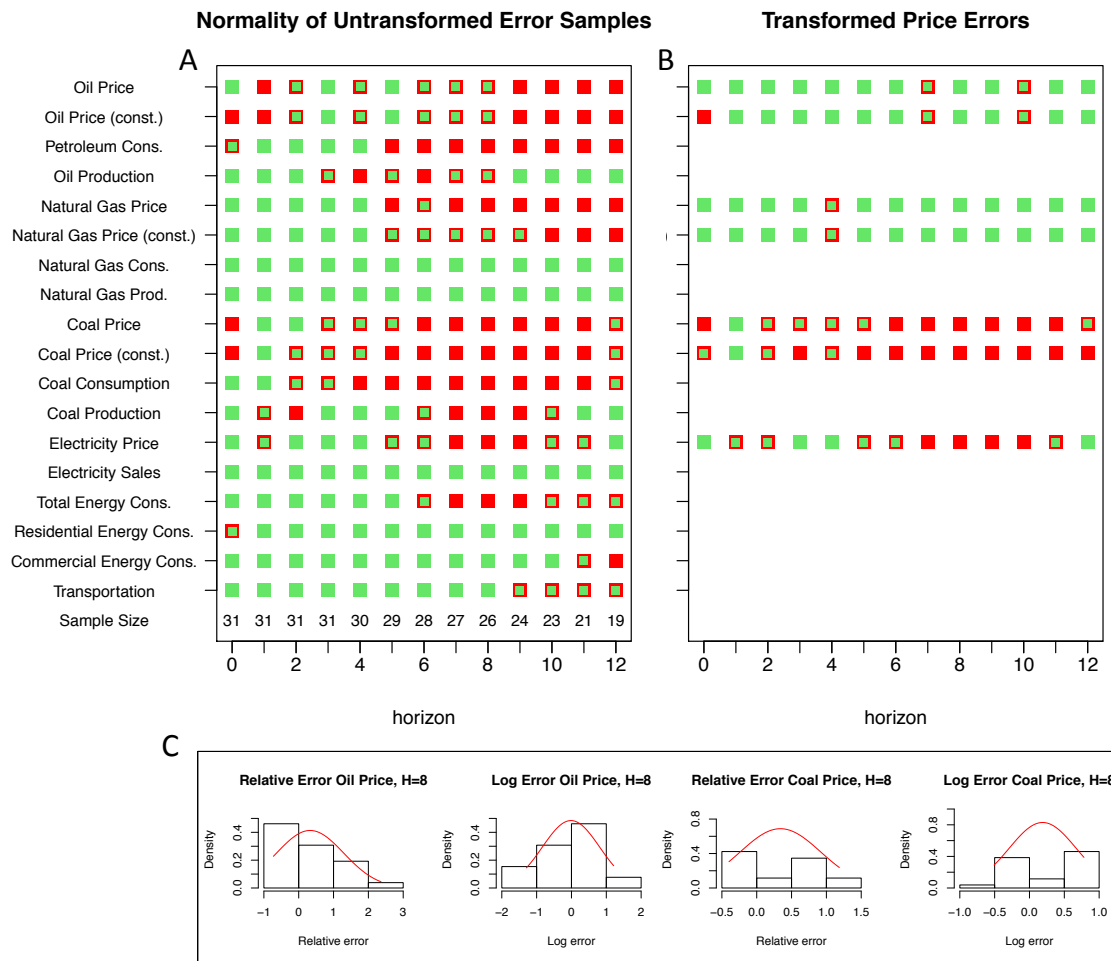 Normality of Untransformed Error Samples
Transformed Price Errors
A
B
Oil Price
Oil Price (const.)
Petroleum Cons.
Oil Production
Natural Gas Price
Natural Gas Price (const.)
Natural Gas Cons.
Natural Gas Prod.
Coal Price
Coal Price (const.)
Coal Consumption
Coal Production
Electricity Price
Electricity Sales
Total Energy Cons.
Residential Energy Cons.
Commercial Energy Cons.
Transportation
Sample Size 31 31 31 31 30 29 28 27 26 24 23 21 19
0 2 4 6 8 10 12
0 2 4 6 8 10 12
horizon
horizon
C
Relative Error Oil Price, H=8
Density
0.0 0.2 0.4
-1 0 1 2 3
Relative error
Log Error Oil Price, H=8
Density
0.0 0.2 0.4
-2 -1 0 1 2
Log error
Relative Error Coal Price, H=8
Density
0.0 0.4 0.8
-0.5 0.0 0.5 1.0 1.5
Relative error
Log Error Coal Price, H=8
Density
0.0 0.4 0.8
-1.0 -0.5 0.0 0.5 1.0
Log error